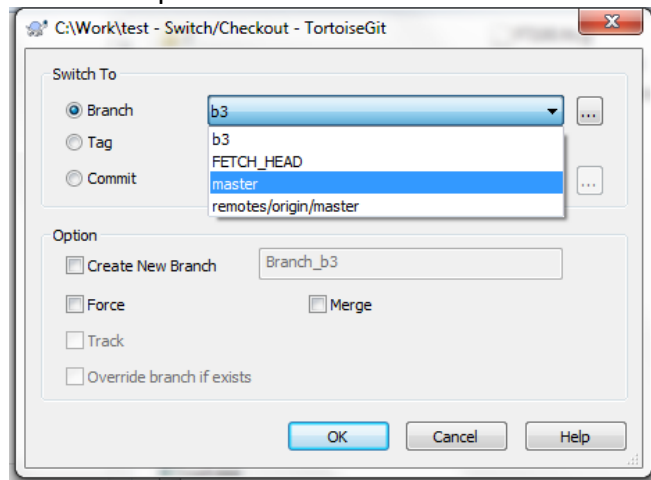 C:\Work\test - Switch/Checkout - TortoiseGit
Switch To
Branch
b3
...
Tag
b3
FETCH_HEAD
Commit
master
...
remotes/origin/master
Option
Create New Branch
Branch_b3
Force
Merge
Track
Override branch if exists
OK
Cancel
Help